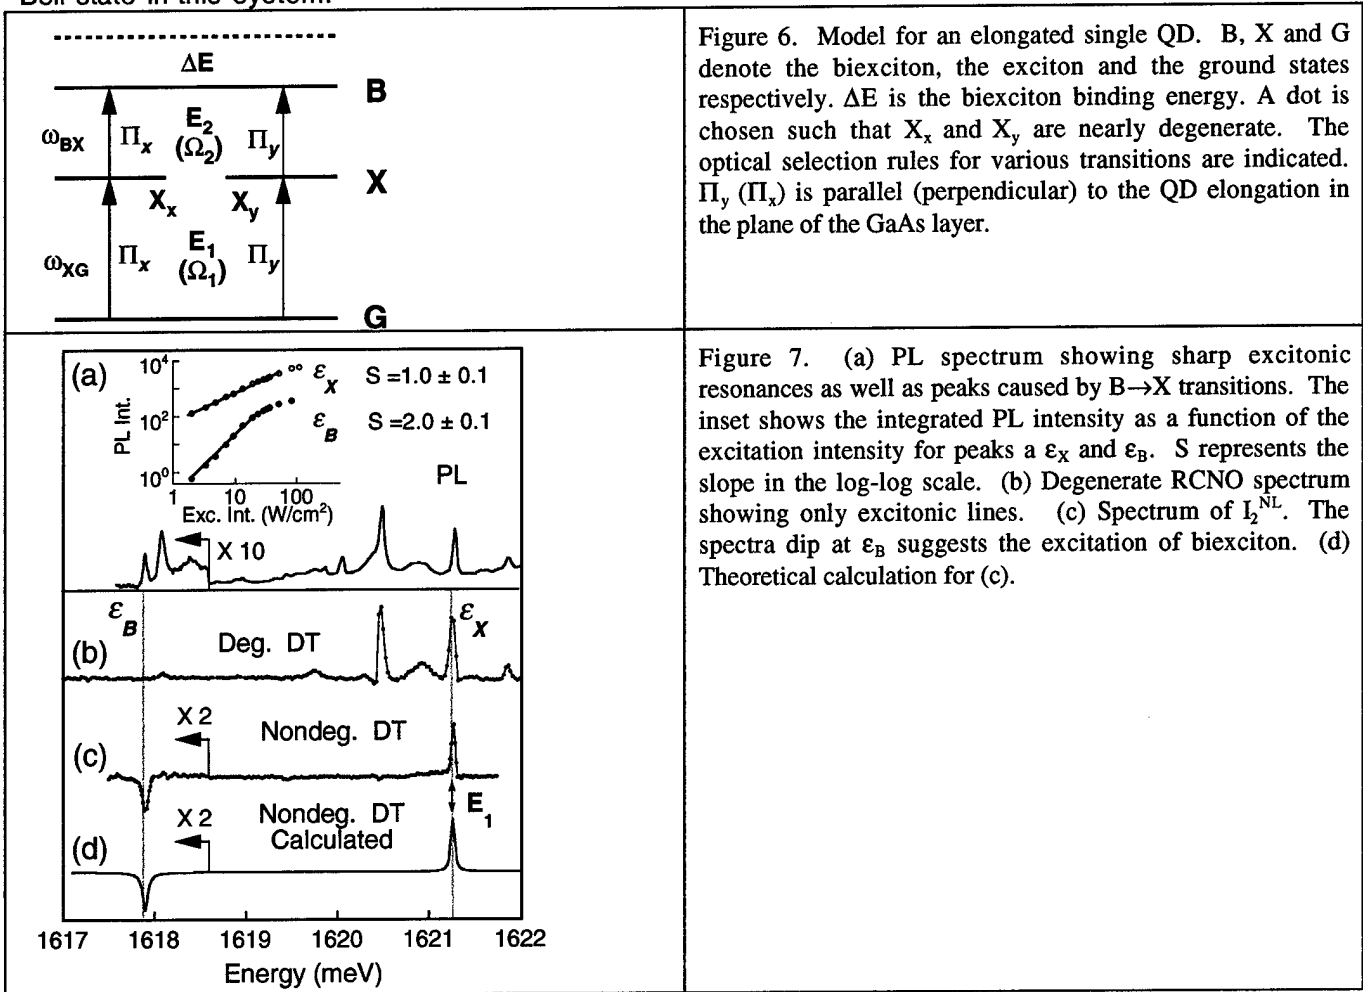 Bell state in this system.
ΔE
B
ω_BX
Π_x
E_2
(Ω_2)
Π_y
X
X_x
X_y
ω_XG
Π_x
E_1
(Ω_1)
Π_y
G
Figure 6. Model for an elongated single QD. B, X and G
denote the biexciton, the exciton and the ground states
respectively. ΔE is the biexciton binding energy. A dot is
chosen such that X_x and X_y are nearly degenerate. The
optical selection rules for various transitions are indicated.
Π_y (Π_x) is parallel (perpendicular) to the QD elongation in
the plane of the GaAs layer.
(a)
PL Int.
10^4
10^2
10^0
ε_X S =1.0 ± 0.1
ε_B S =2.0 ± 0.1
1 10 100
Exc. Int. (W/cm^2)
PL
X 10
ε_B
ε_X
(b)
Deg. DT
X 2
Nondeg. DT
(c)
E_1
X 2
Nondeg. DT
Calculated
(d)
1617 1618 1619 1620 1621 1622
Energy (meV)
Figure 7. (a) PL spectrum showing sharp excitonic
resonances as well as peaks caused by B→X transitions. The
inset shows the integrated PL intensity as a function of the
excitation intensity for peaks a ε_X and ε_B. S represents the
slope in the log-log scale. (b) Degenerate RCNO spectrum
showing only excitonic lines. (c) Spectrum of I_2^NL. The
spectra dip at ε_B suggests the excitation of biexciton. (d)
Theoretical calculation for (c).